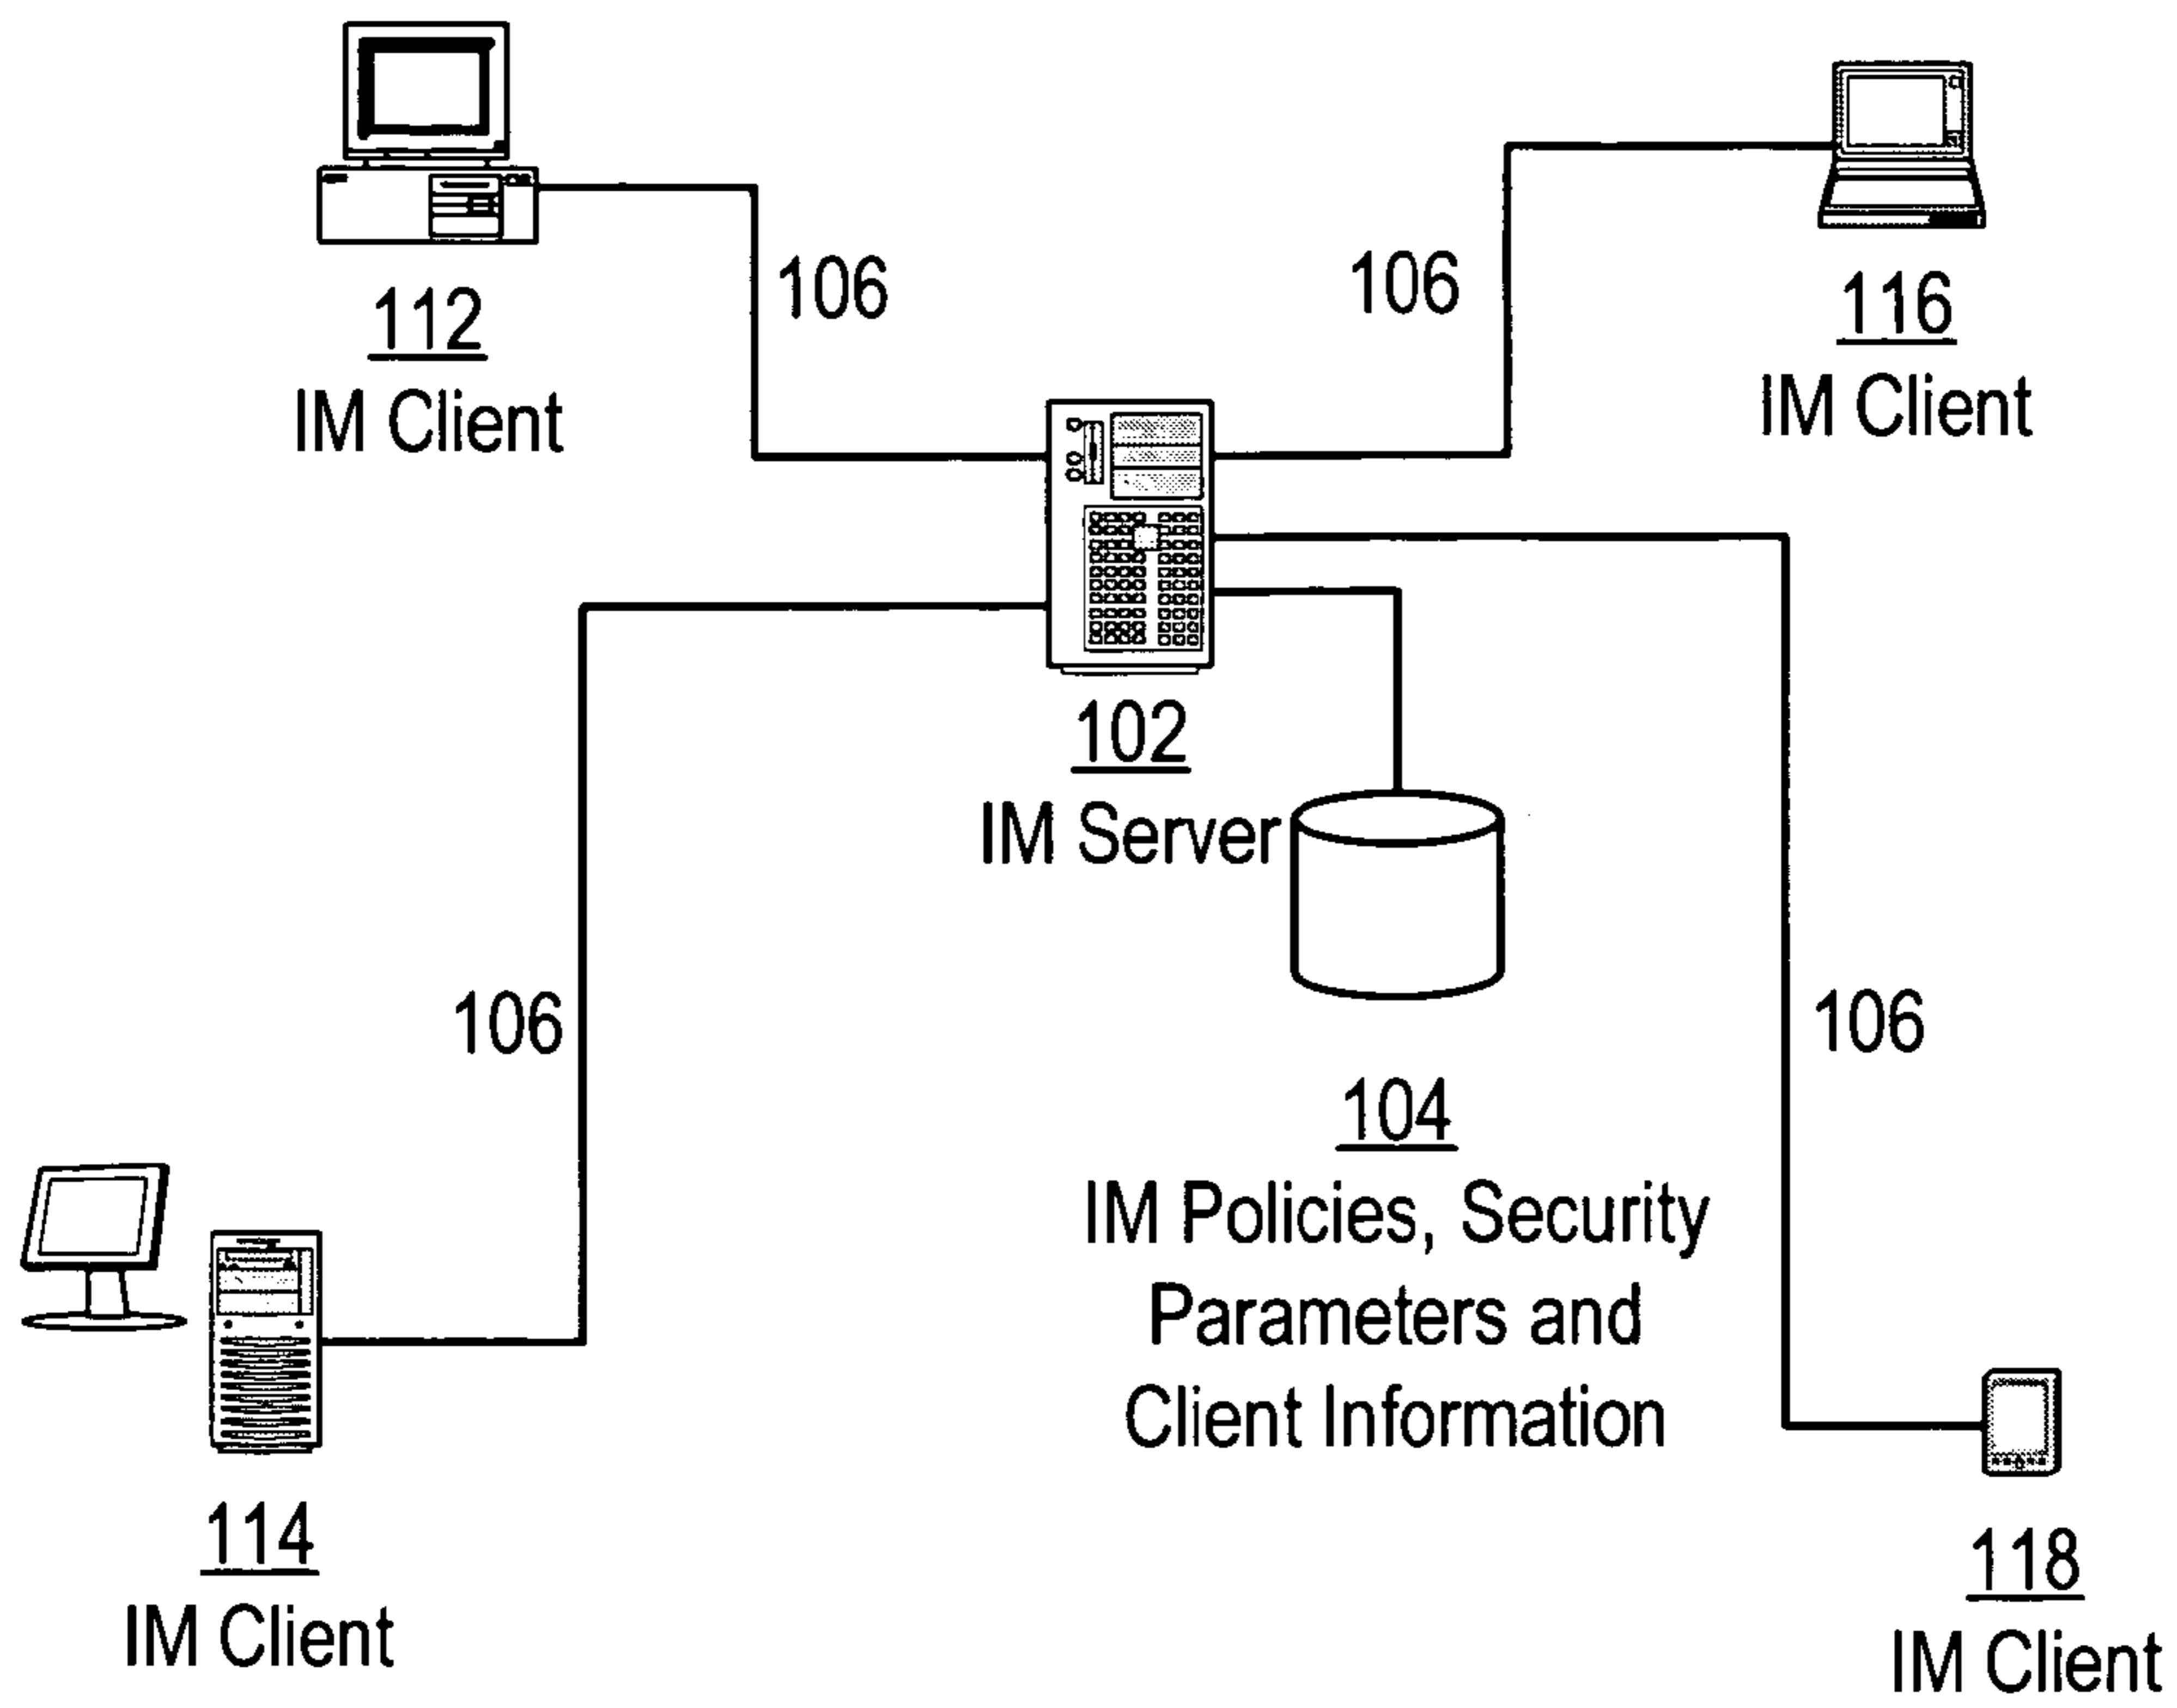 112
IM Client
106
106
116
IM Client
102
IM Server
106
106
104
IM Policies, Security
Parameters and
Client Information
114
IM Client
118
IM Client